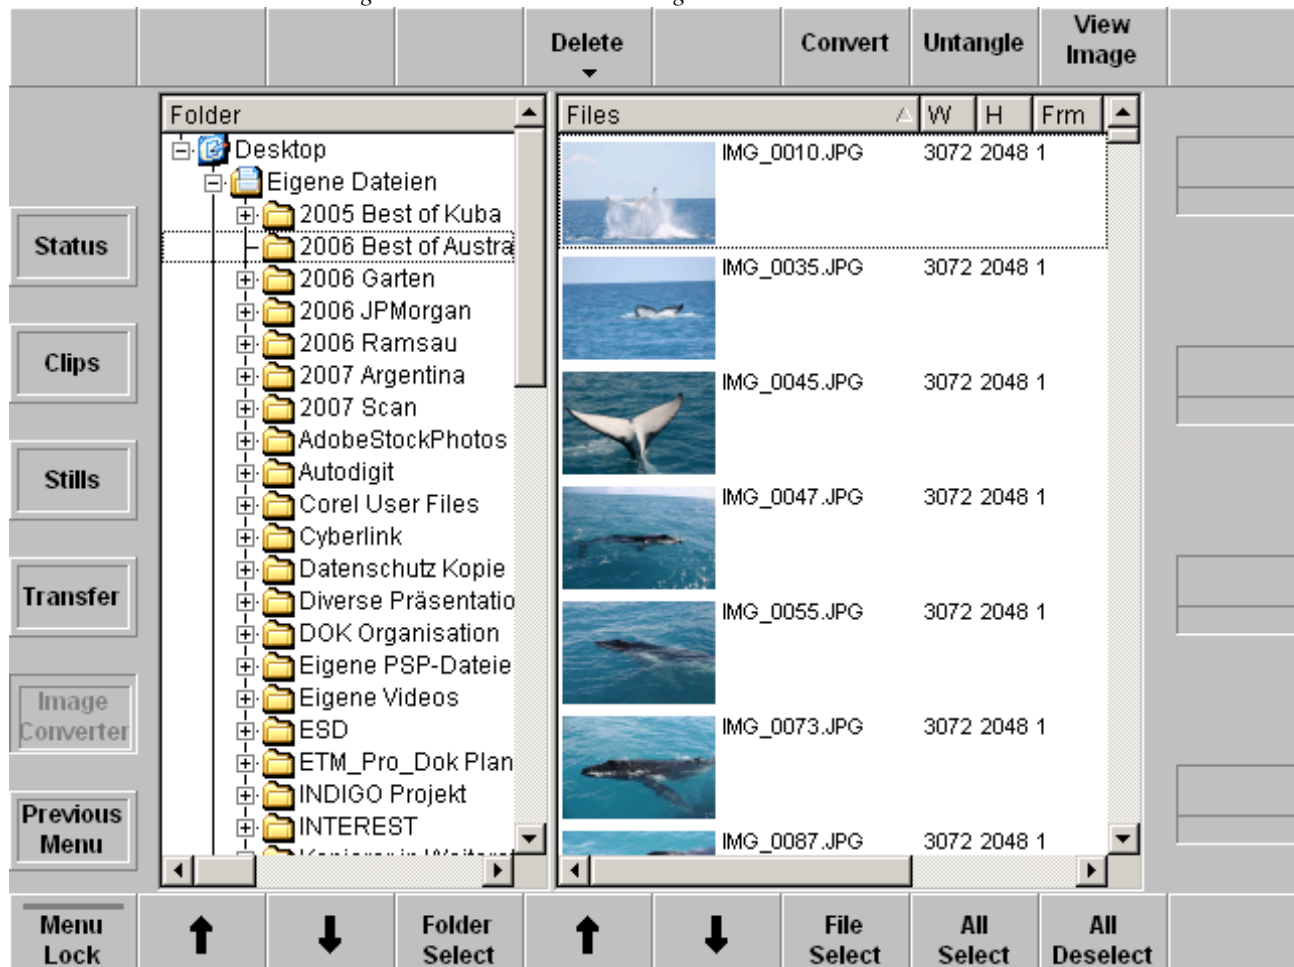 Delete
Convert
Untangle
View
Image
Folder
Desktop
Eigene Dateien
2005 Best of Kuba
2006 Best of Austra
2006 Garten
2006 JPMorgan
2006 Ramsau
2007 Argentina
2007 Scan
AdobeStockPhotos
Autodigit
Corel User Files
Cyberlink
Datenschutz Kopie
Diverse Präsentatio
DOK Organisation
Eigene PSP-Dateie
Eigene Videos
ESD
ETM_Pro_Dok Plan
INDIGO Projekt
INTEREST
Files W H Frm
IMG_0010.JPG 3072 2048 1
IMG_0035.JPG 3072 2048 1
IMG_0045.JPG 3072 2048 1
IMG_0047.JPG 3072 2048 1
IMG_0055.JPG 3072 2048 1
IMG_0073.JPG 3072 2048 1
IMG_0087.JPG 3072 2048 1
Status
Clips
Stills
Transfer
Image
Converter
Previous
Menu
Menu
Lock
Folder
Select
File
Select
All
Select
All
Deselect